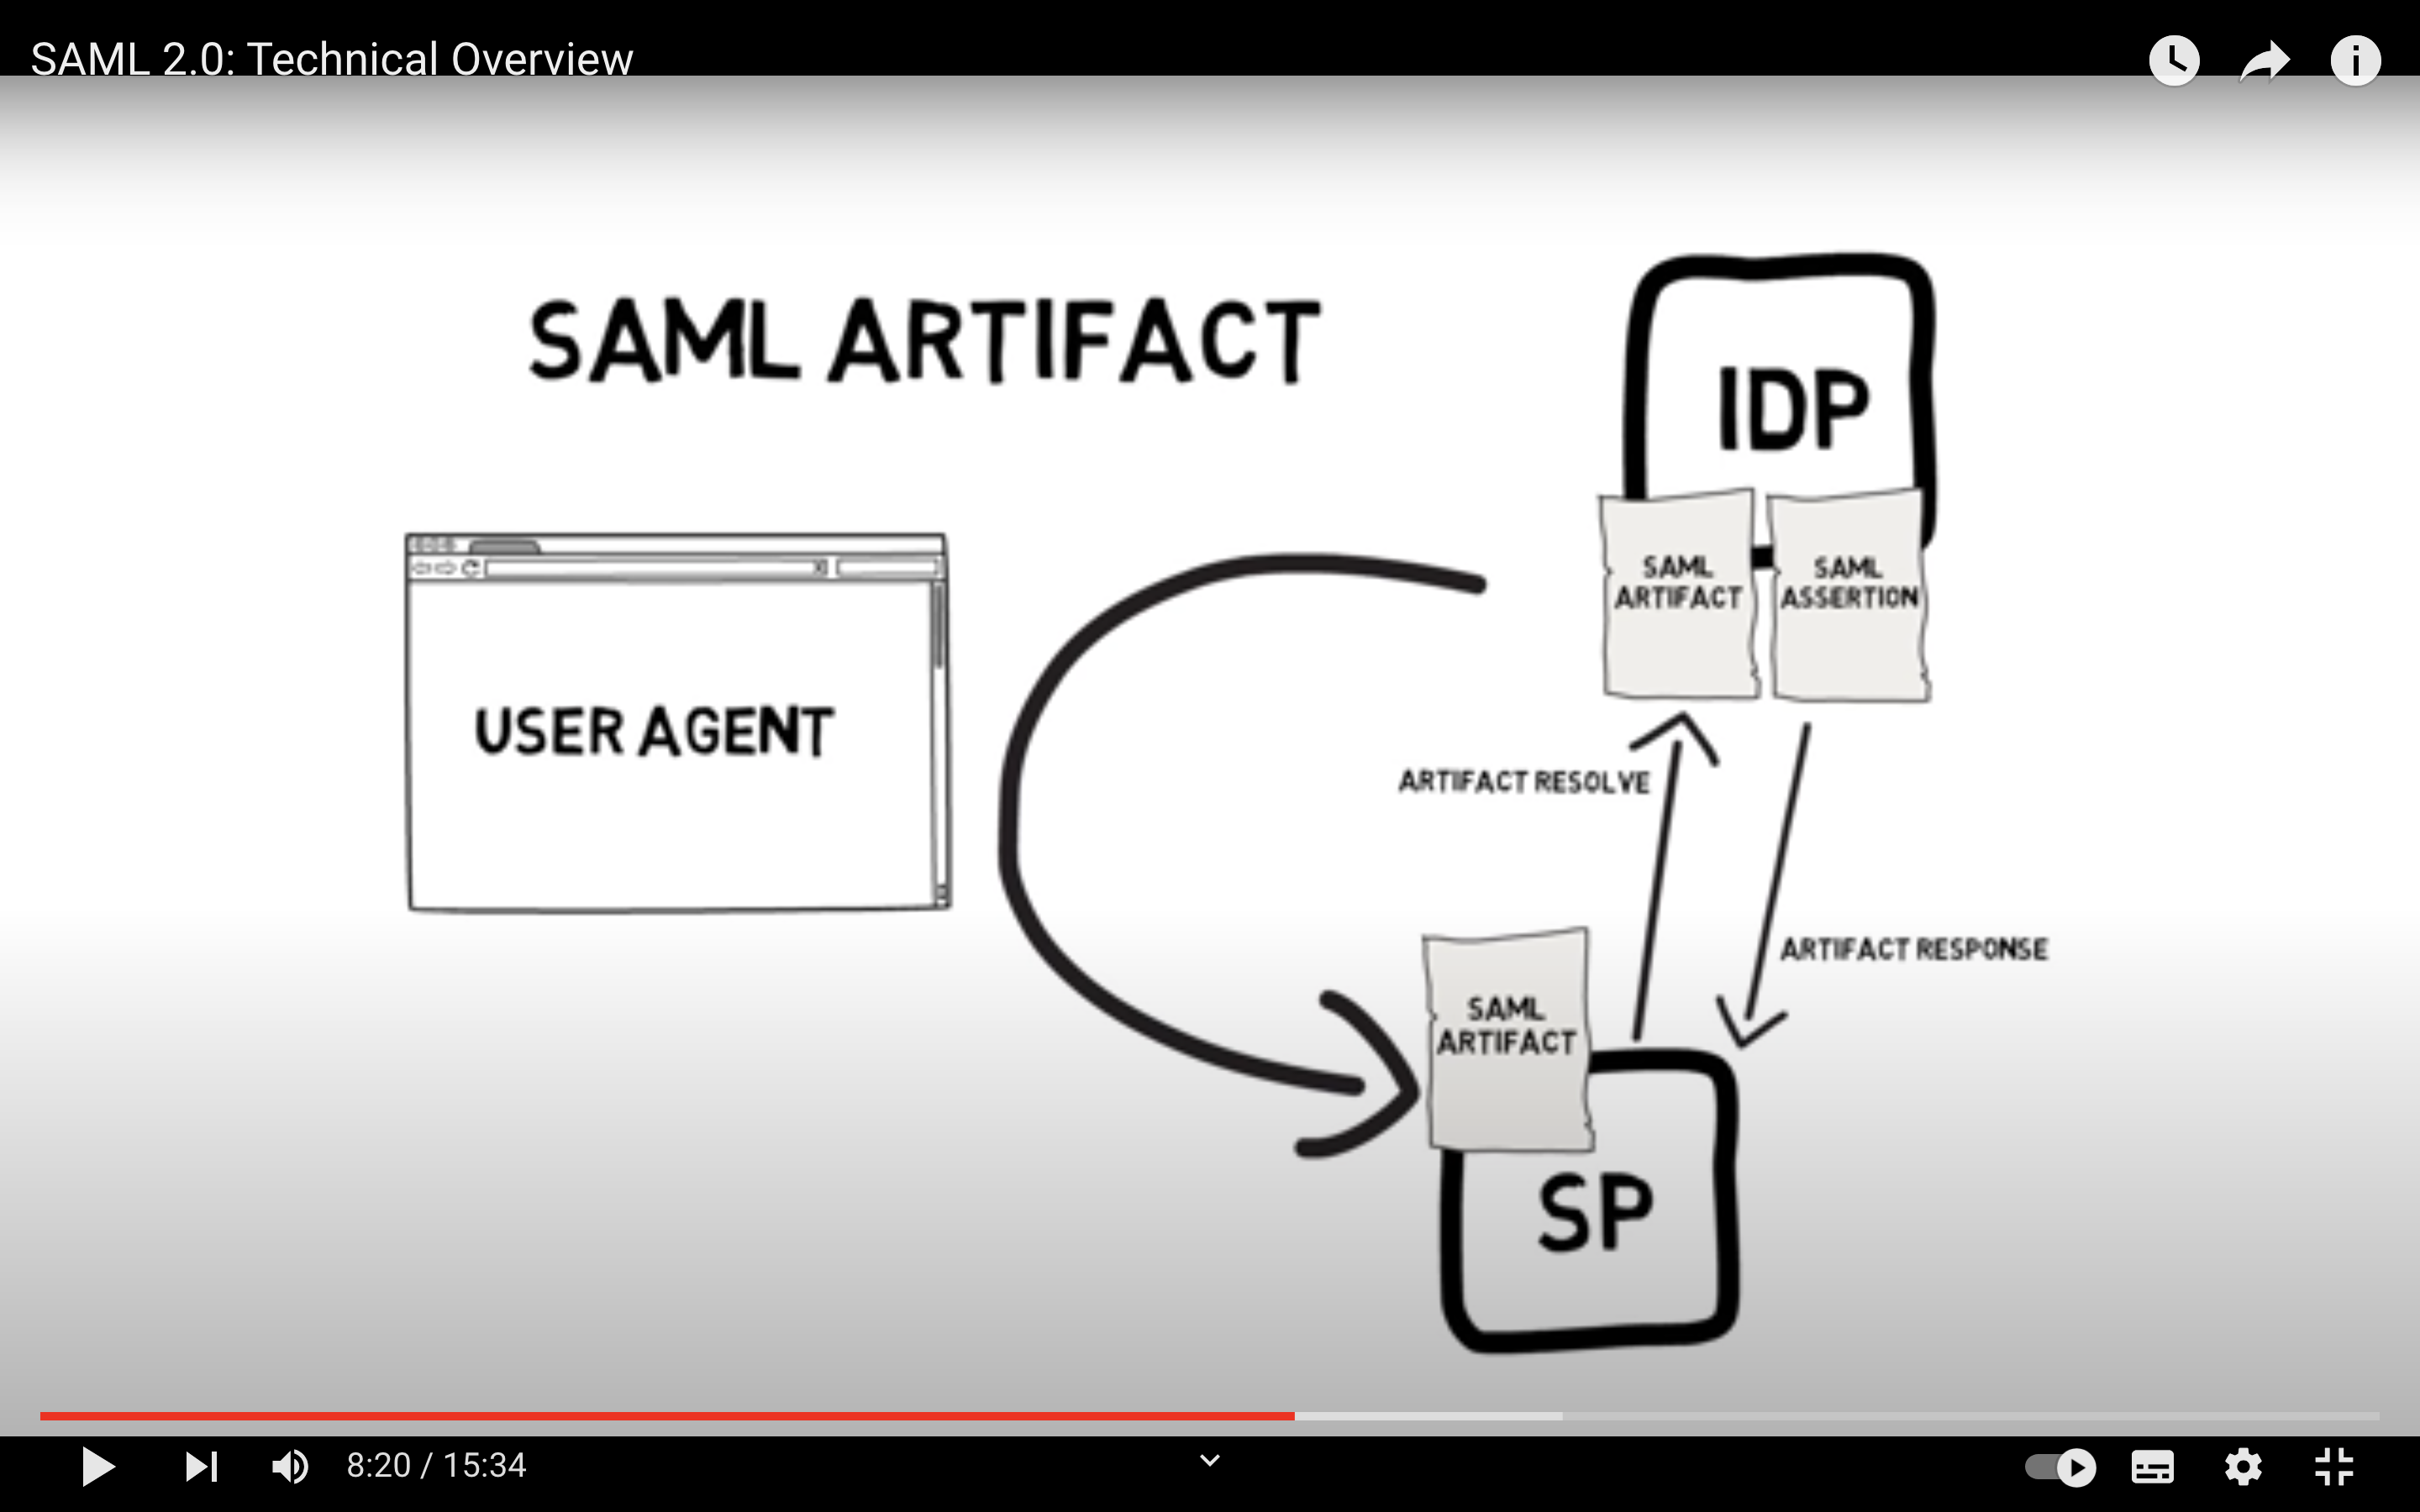 SAML 2.0: Technical Overview
SAML ARTIFACT
IDP
SAML
ARTIFACT
SAML
ASSERTION
USER AGENT
ARTIFACT RESOLVE
ARTIFACT RESPONSE
SAML
ARTIFACT
SP
8:20 / 15:34